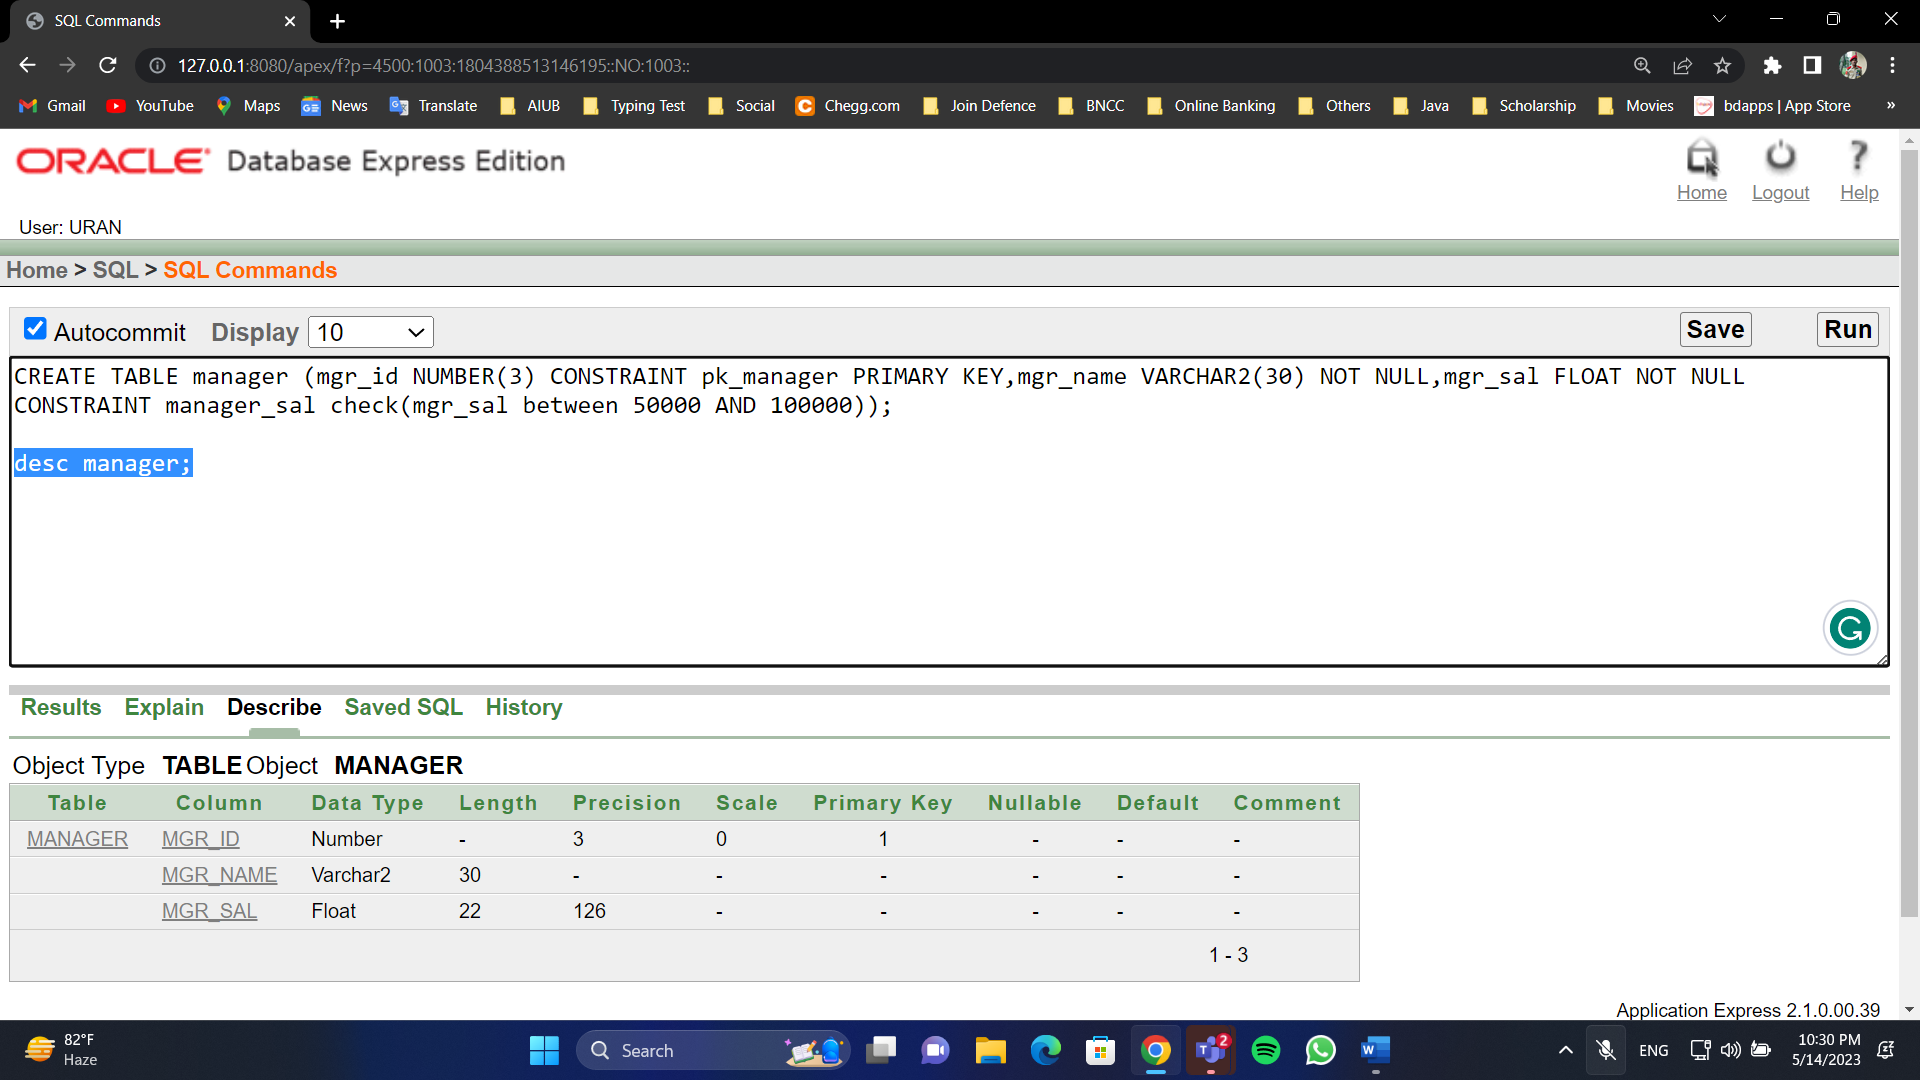 SQL Commands
127.0.0.1:8080/apex/f?p=4500:1003:1804388513146195::NO:1003::
Gmail YouTube Maps News Translate AIUB Typing Test Social Chegg.com Join Defence BNCC Online Banking Others Java Scholarship Movies bdapps | App Store »
ORACLE Database Express Edition
Home Logout Help
User: URAN
Home > SQL > SQL Commands
Autocommit Display 10 Save Run
CREATE TABLE manager (mgr_id NUMBER(3) CONSTRAINT pk_manager PRIMARY KEY,mgr_name VARCHAR2(30) NOT NULL,mgr_sal FLOAT NOT NULL
CONSTRAINT manager_sal check(mgr_sal between 50000 AND 100000));
desc manager;
Results Explain Describe Saved SQL History
Object Type TABLE Object MANAGER
Table Column Data Type Length Precision Scale Primary Key Nullable Default Comment
MANAGER MGR_ID Number - 3 0 1 - - -
MGR_NAME Varchar2 30 - - - - - -
MGR_SAL Float 22 126 - - - - -
1 - 3
Application Express 2.1.0.00.39
82°F
Haze
Search
2
ENG
10:30 PM
5/14/2023